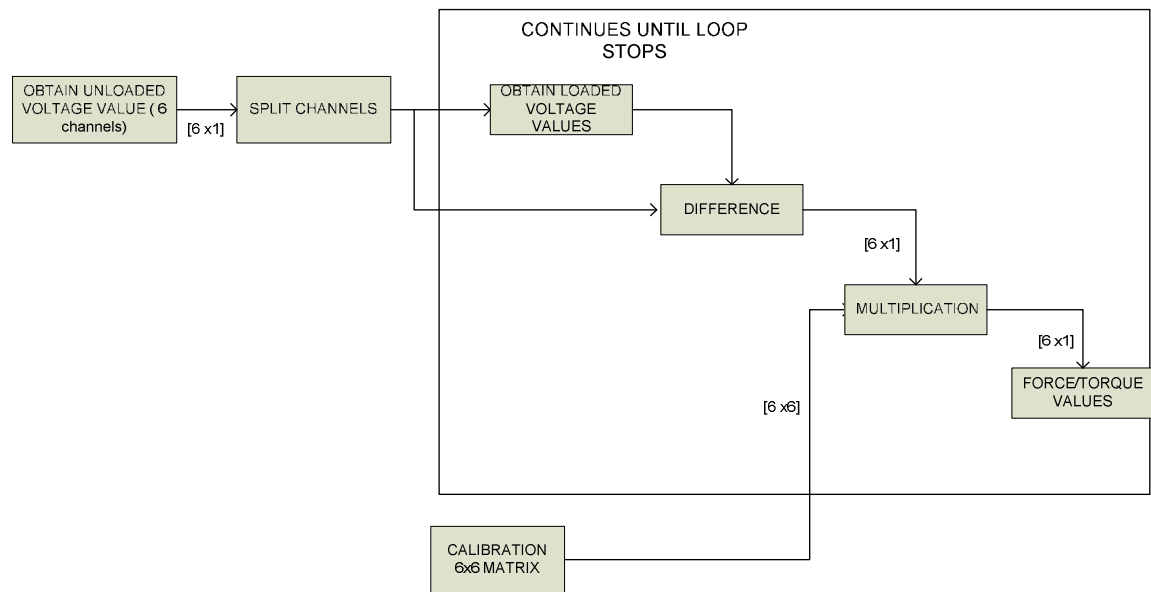 CONTINUES UNTIL LOOP
STOPS
OBTAIN UNLOADED
VOLTAGE VALUE ( 6
channels)
[6 x1]
SPLIT CHANNELS
OBTAIN LOADED
VOLTAGE
VALUES
DIFFERENCE
[6 x1]
MULTIPLICATION
[6 x1]
FORCE/TORQUE
VALUES
[6 x6]
CALIBRATION
6x6 MATRIX